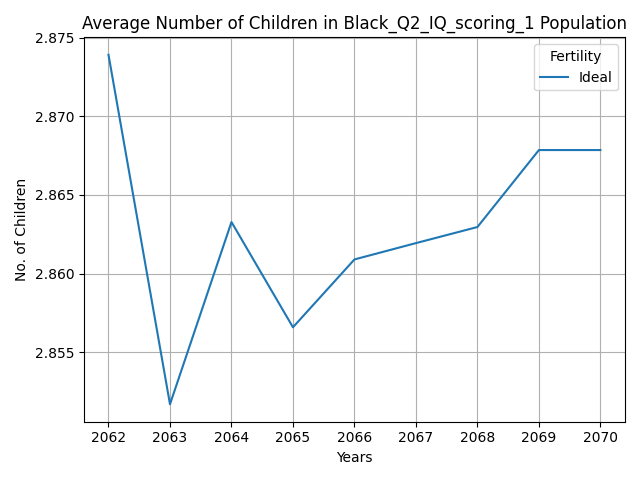 Average Number of Children in Black_Q2_IQ_scoring_1 Population
2.875
2.870
2.865
2.860
2.855
No. of Children
Fertility
Ideal
2062 2063 2064 2065 2066 2067 2068 2069 2070
Years